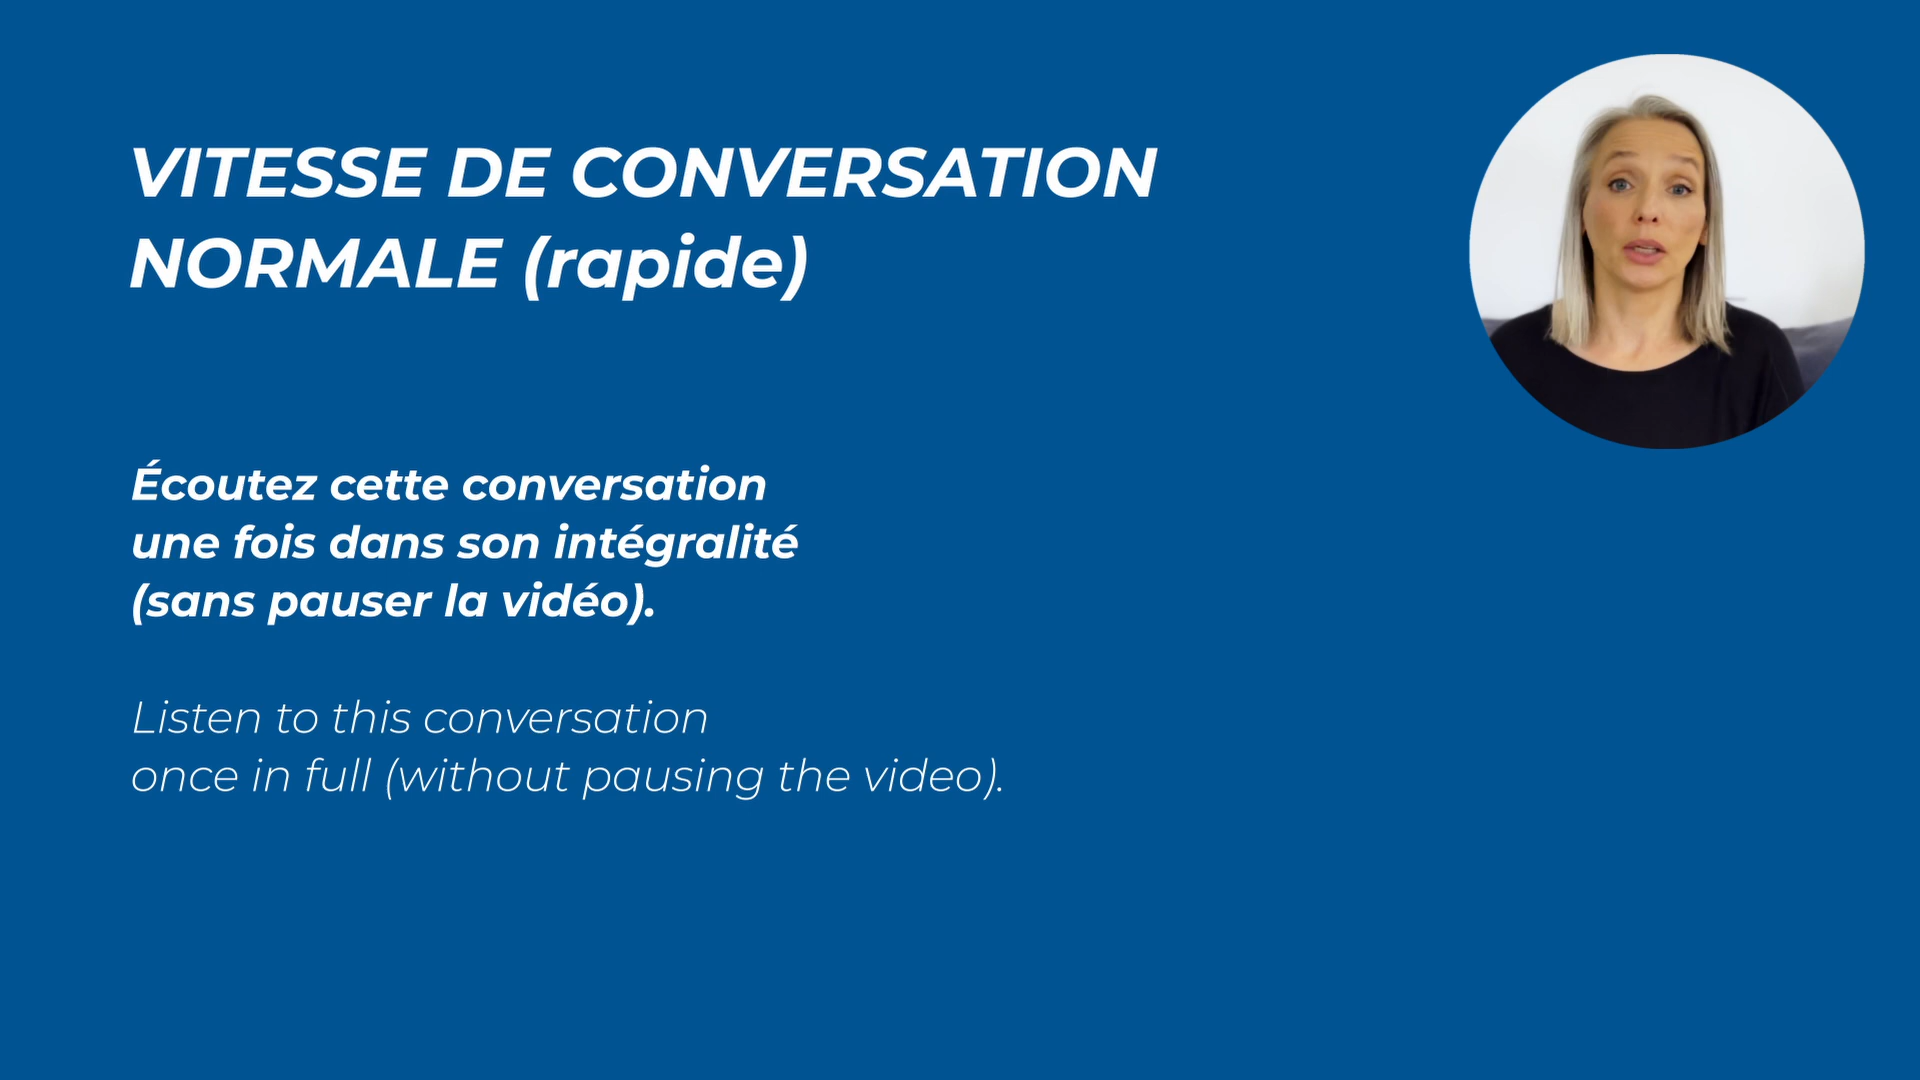 VITESSE DE CONVERSATION
NORMALE (rapide)
Écoutez cette conversation
une fois dans son intégralité
(sans pauser la vidéo).
Listen to this conversation
once in full (without pausing the video).